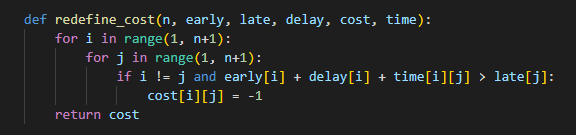 def redefine_cost(n, early, late, delay, cost, time):
    for i in range(1, n+1):
        for j in range(1, n+1):
            if i != j and early[i] + delay[i] + time[i][j] > late[j]:
                cost[i][j] = -1
    return cost